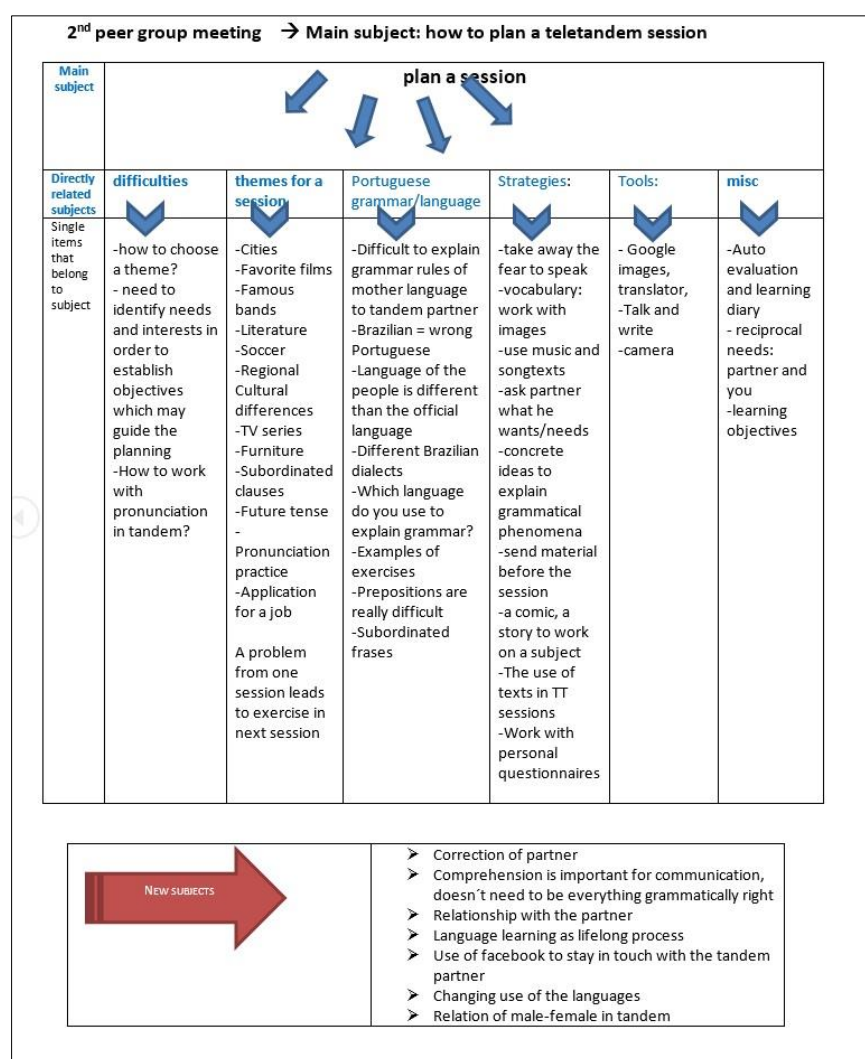 2nd peer group meeting → Main subject: how to plan a teletandem session
Main
subject
plan a session
Directly
related
subjects
difficulties
themes for a
session
Portuguese
grammar/language
Strategies:
Tools:
misc
Single
items
that
belong
to
subject
-how to choose
a theme?
- need to
identify needs
and interests in
order to
establish
objectives
which may
guide the
planning
-How to work
with
pronunciation
in tandem?
-Cities
-Favorite films
-Famous
bands
-Literature
-Soccer
-Regional
Cultural
differences
-TV series
-Furniture
-Subordinated
clauses
-Future tense
-
Pronunciation
practice
-Application
for a job
A problem
from one
session leads
to exercise in
next session
-Difficult to explain
grammar rules of
mother language
to tandem partner
-Brazilian = wrong
Portuguese
-Language of the
people is different
than the official
language
-Different Brazilian
dialects
-Which language
do you use to
explain grammar?
-Examples of
exercises
-Prepositions are
really difficult
-Subordinated
frases
-take away the
fear to speak
-vocabulary:
work with
images
-use music and
songtexts
-ask partner
what he
wants/needs
-concrete
ideas to
explain
grammatical
phenomena
-send material
before the
session
-a comic, a
story to work
on a subject
-The use of
texts in TT
sessions
-Work with
personal
questionnaires
- Google
images,
translator,
-Talk and
write
-camera
-Auto
evaluation
and learning
diary
- reciprocal
needs:
partner and
you
-learning
objectives
NEW SUBJECTS
➢ Correction of partner
➢ Comprehension is important for communication,
doesn´t need to be everything grammatically right
➢ Relationship with the partner
➢ Language learning as lifelong process
➢ Use of facebook to stay in touch with the tandem
partner
➢ Changing use of the languages
➢ Relation of male-female in tandem